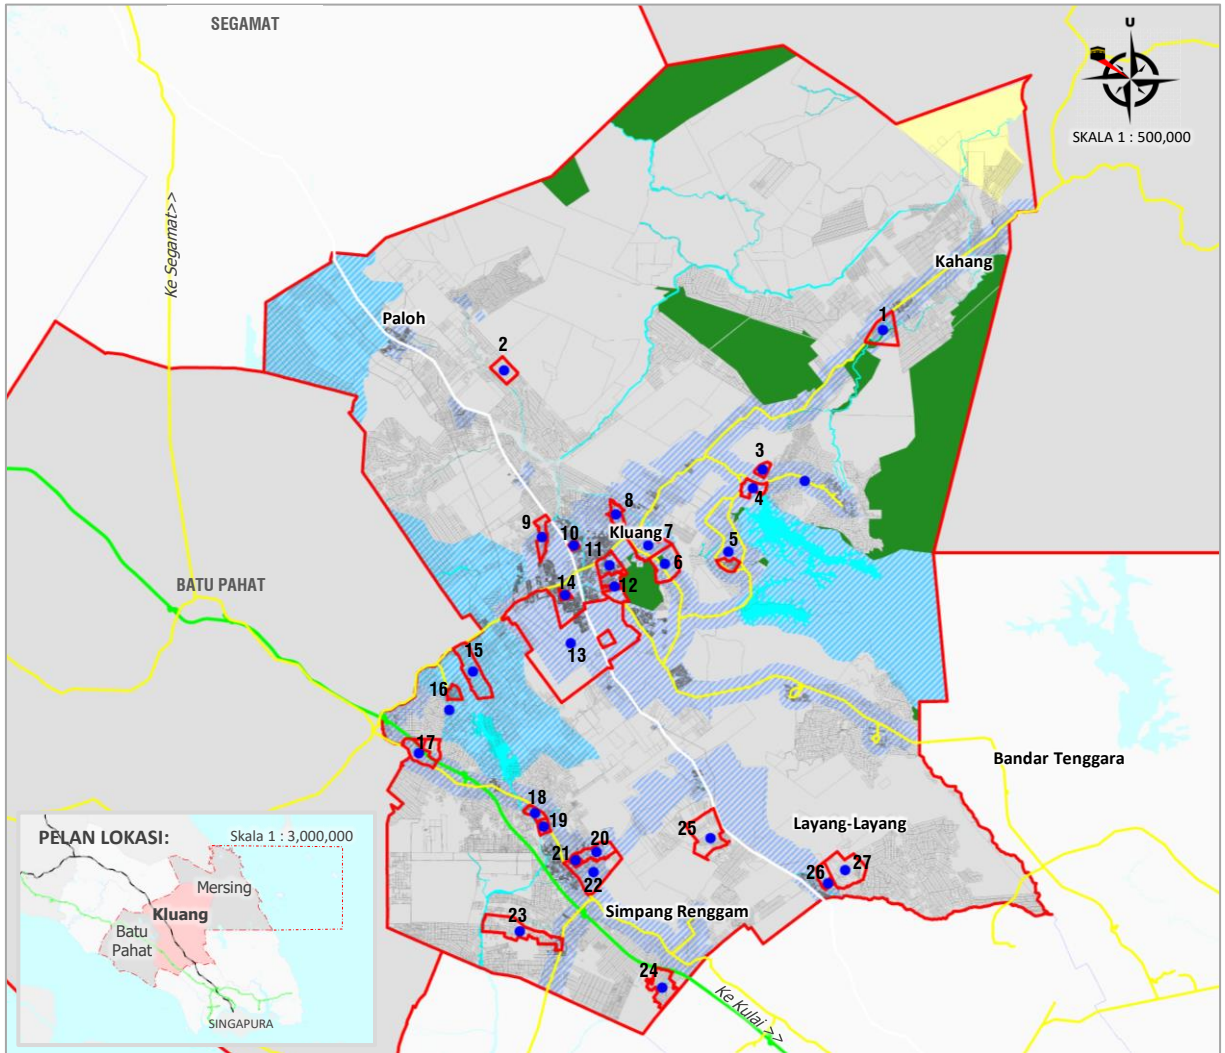 SEGAMAT
U
SKALA 1 : 500,000
Ke Segamat>>
Kahang
1
Paloh
2
3
4
8
9
10
Kluang
7
11
5
6
12
14
BATU PAHAT
13
15
16
17
Bandar Tenggara
18
19
20
21
22
25
Layang-Layang
26
27
Simpang Renggam
23
24
Ke Kulai >>
PELAN LOKASI:
Skala 1 : 3,000,000
Mersing
Kluang
Batu
Pahat
SINGAPURA